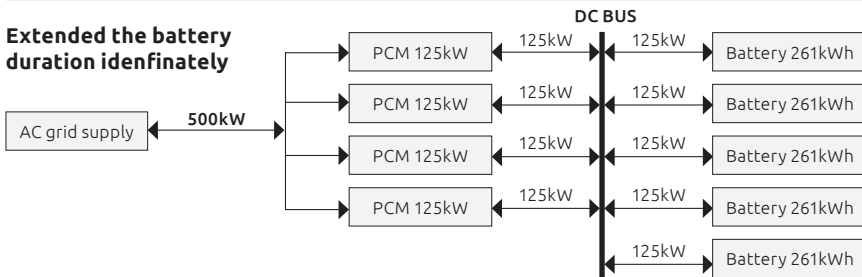 DC BUS
Extended the battery
duration idenfinately
PCM 125kW
125kW
125kW
Battery 261kWh
PCM 125kW
125kW
125kW
Battery 261kWh
AC grid supply
500kW
PCM 125kW
125kW
125kW
Battery 261kWh
PCM 125kW
125kW
125kW
Battery 261kWh
125kW
Battery 261kWh